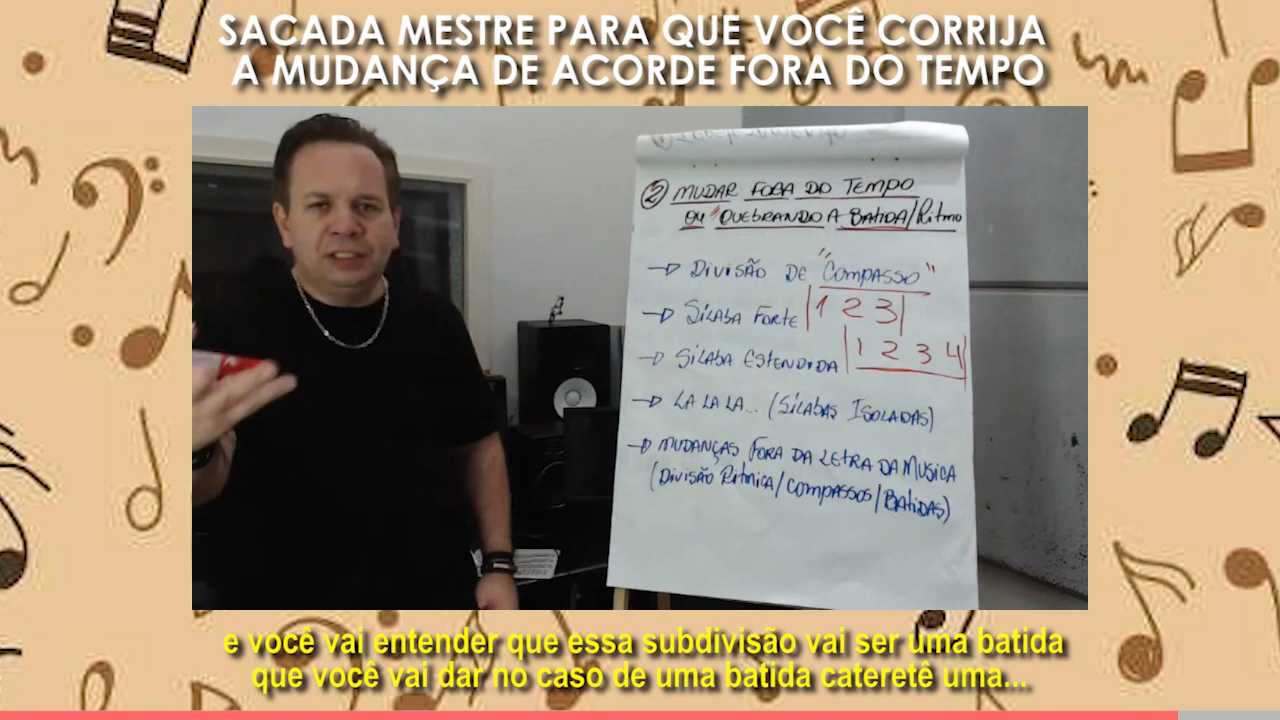 SACADA MESTRE PARA QUE VOCÊ CORRIJA
A MUDANÇA DE ACORDE FORA DO TEMPO
② MUDAR FORA DO TEMPO
OU "QUEBRANDO A BATIDA/RITMO
→ DIVISÃO DE "COMPASSO"
→ SÍLABA FORTE |1 2 3|
→ SÍLABA ESTENDIDA |1 2 3 4|
→ LA LA LA... (SÍLABAS ISOLADAS)
→ MUDANÇAS FORA DA LETRA DA MUSICA
(DIVISÃO RITMICA/COMPASSOS/BATIDAS)
e você vai entender que essa subdivisão vai ser uma batida
que você vai dar no caso de uma batida cateretê uma...